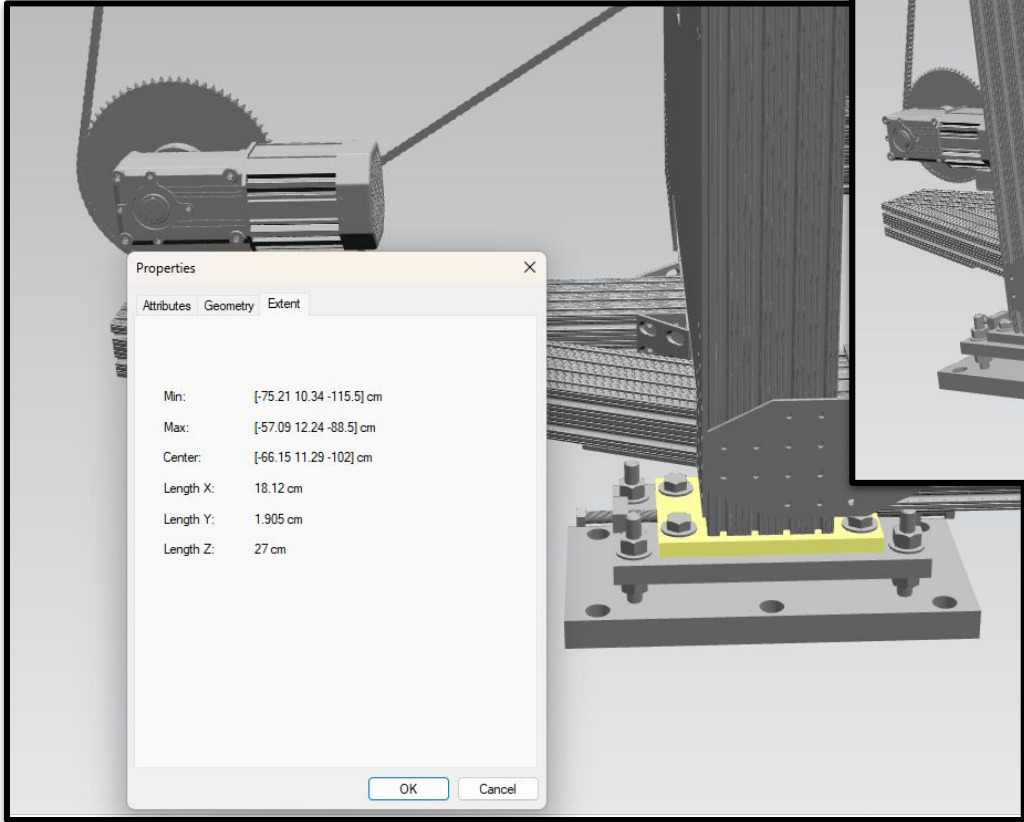 Properties
Attributes Geometry Extent
Min: [-75.21 10.34 -115.5] cm
Max: [-57.09 12.24 -88.5] cm
Center: [-66.15 11.29 -102] cm
Length X: 18.12 cm
Length Y: 1.905 cm
Length Z: 27 cm
OK Cancel